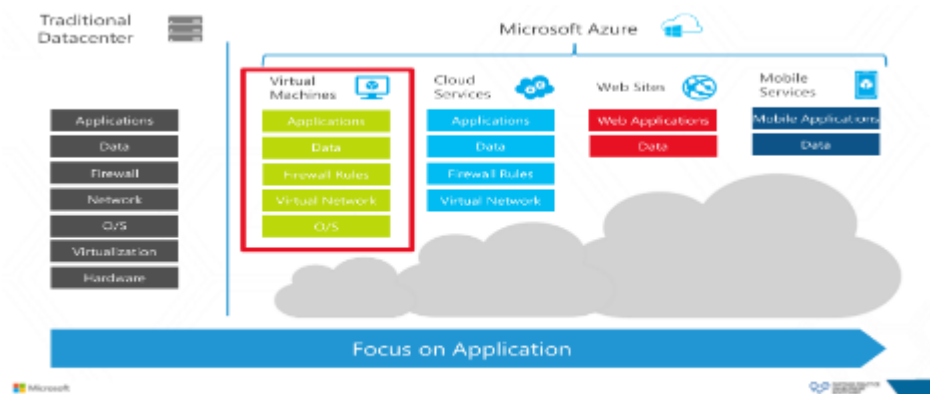 Traditional
Datacenter
Microsoft Azure
Virtual
Machines
Cloud
Services
Web Sites
Mobile
Services
Applications
Data
Firewall
Network
O/S
Virtualization
Hardware
Applications
Data
Firewall Rules
Virtual Network
O/S
Applications
Data
Firewall Rules
Virtual Network
Web Applications
Data
Mobile Applications
Data
Focus on Application
Microsoft